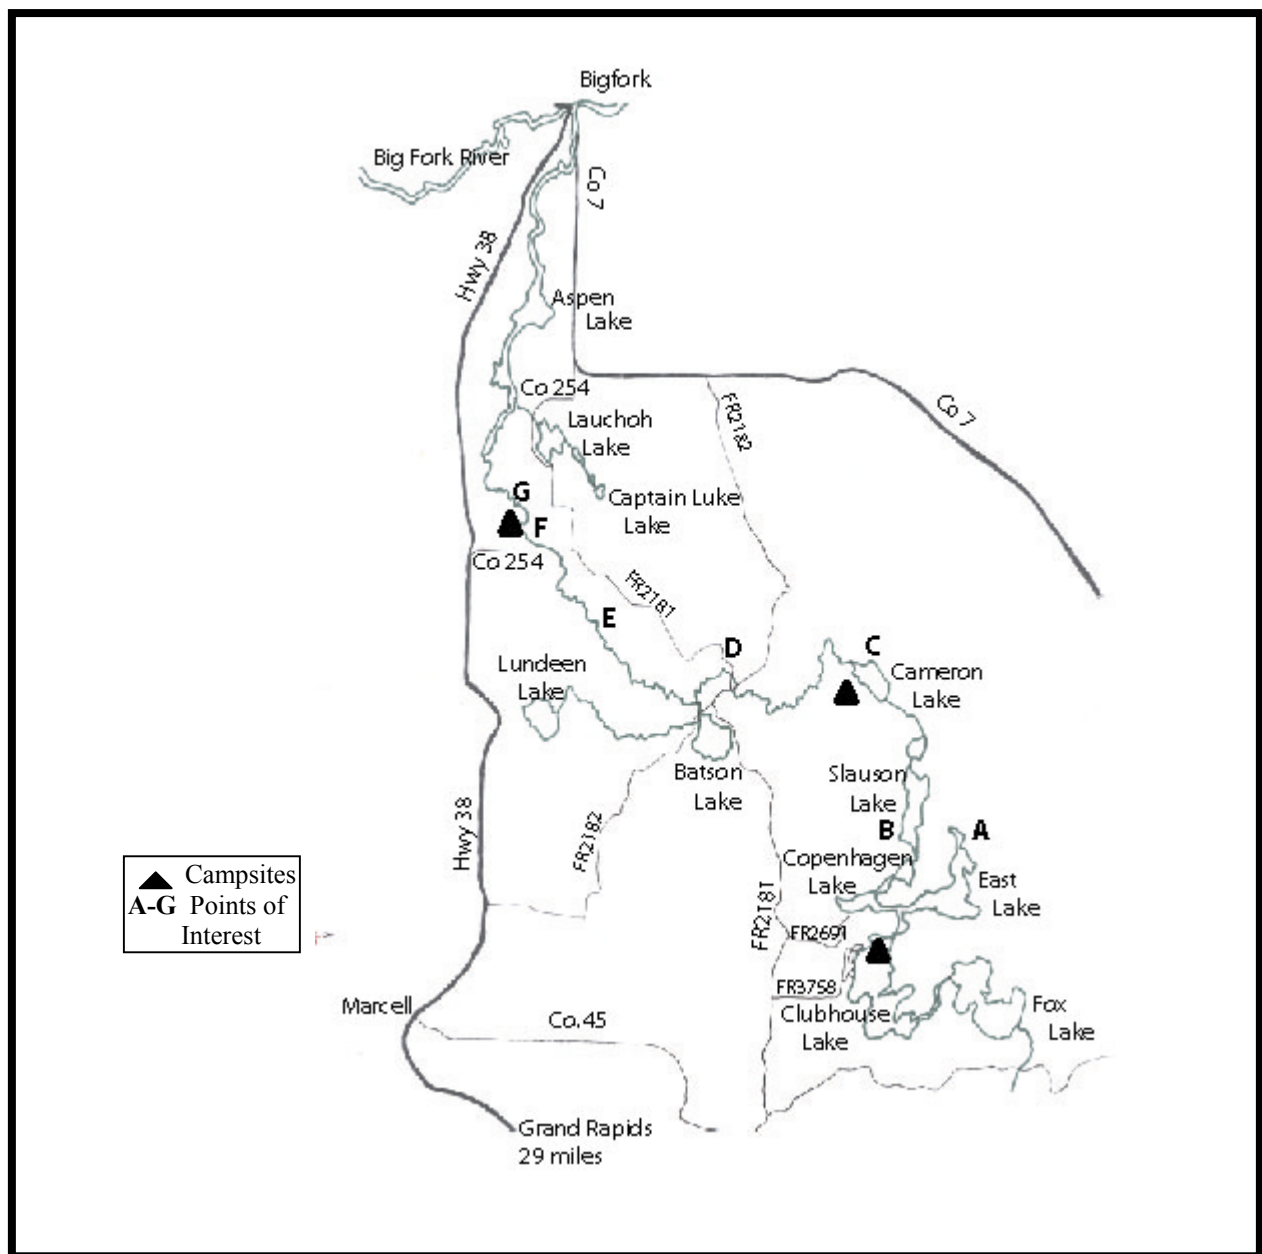 Bigfork
Big Fork River
Co 7
Hwy 38
Aspen
Lake
Co 254
FR2182
Co 7
Lauchoh
Lake
G
Captain Luke
Lake
F
Co 254
FR2181
E
D
C
Lundeen
Lake
Cameron
Lake
Batson
Lake
Slauson
Lake
Hwy 38
FR2182
B
A
Copenhagen
Lake
East
Lake
Campsites
A-G Points of
Interest
FR2181
FR2691
FR3758
Marcell
Co.45
Clubhouse
Lake
Fox
Lake
Grand Rapids
29 miles